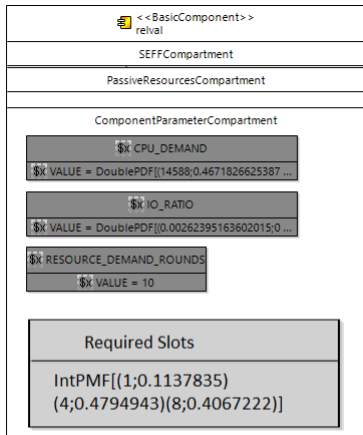 <<BasicComponent>>
relval
SEFFCompartment
PassiveResourcesCompartment
ComponentParameterCompartment
$x CPU_DEMAND
$x VALUE = DoublePDF[(14588;0.4671826625387 ...
$x IO_RATIO
$x VALUE = DoublePDF[(0.00262395163602015;0 ...
$x RESOURCE_DEMAND_ROUNDS
$x VALUE = 10
Required Slots
IntPMF[(1;0.1137835)
(4;0.4794943)(8;0.4067222)]